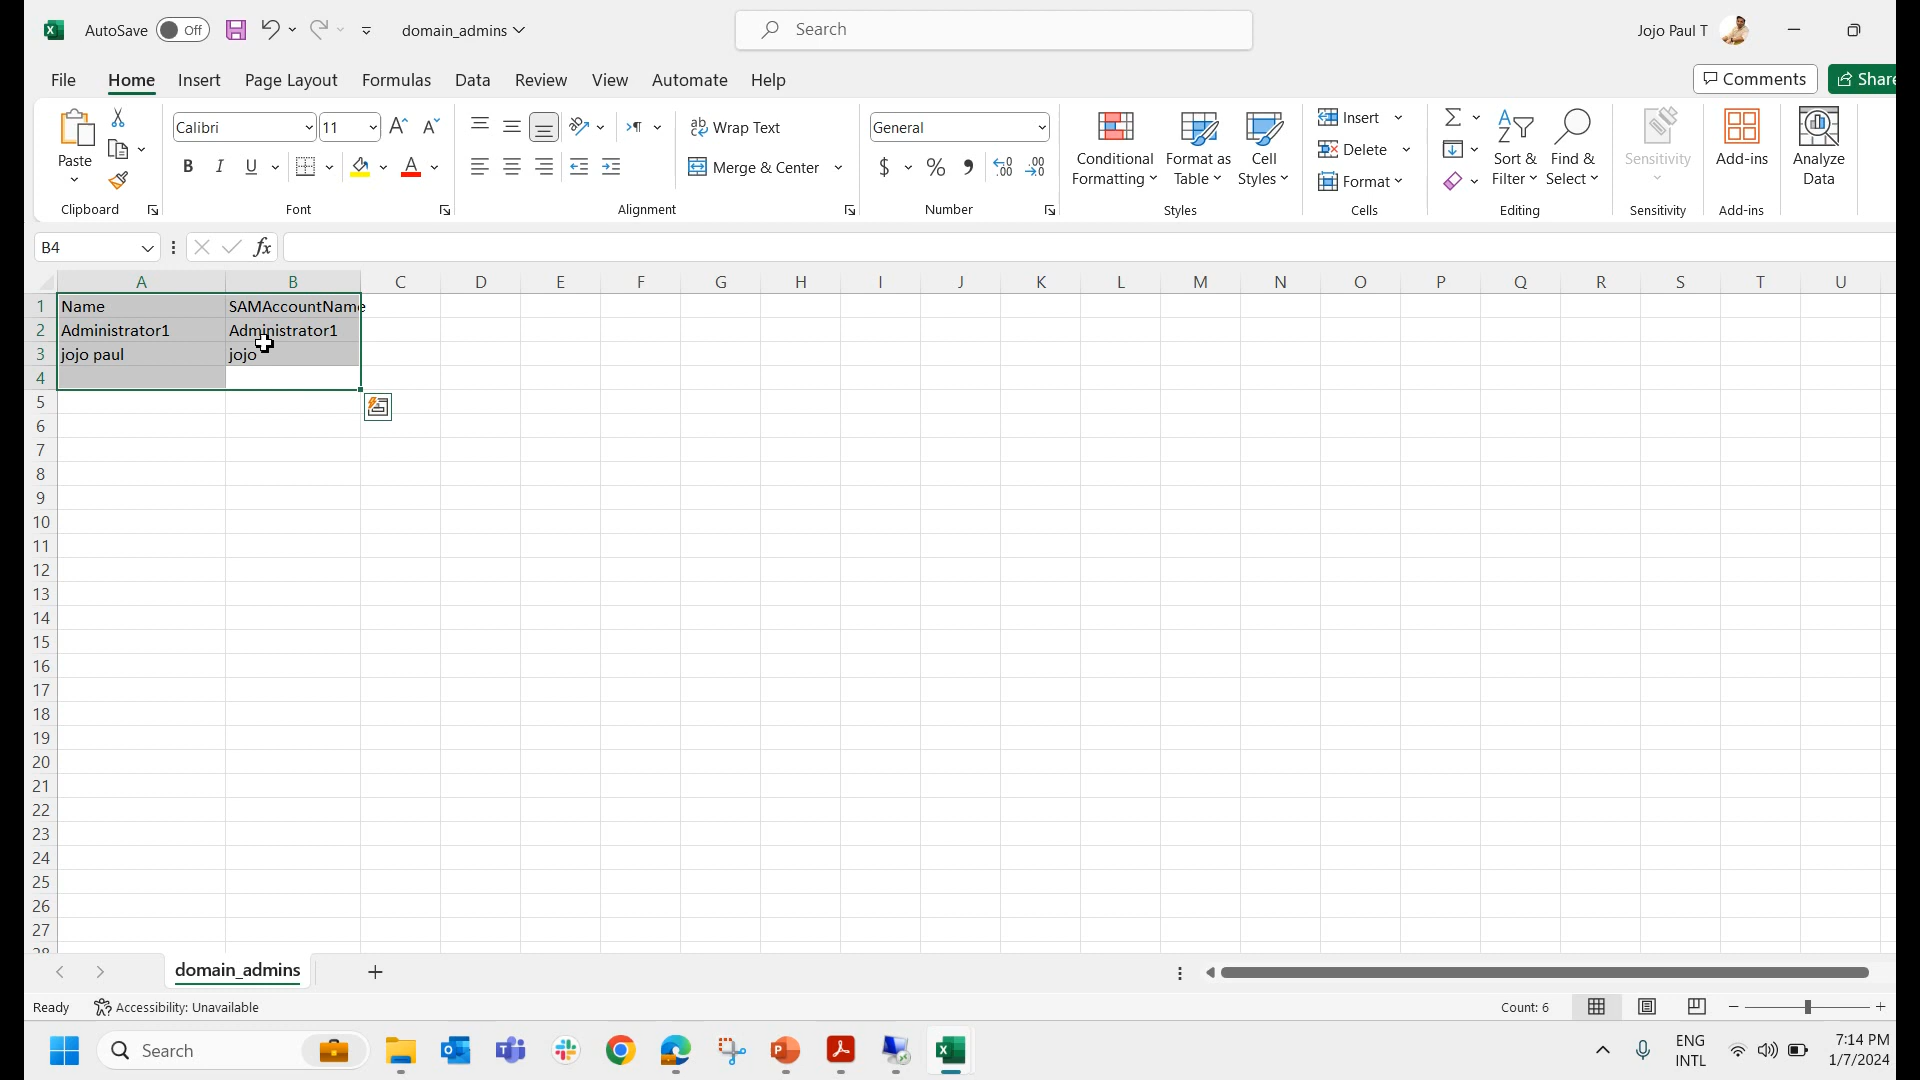 AutoSave Off domain_admins Search Jojo Paul T
File Home Insert Page Layout Formulas Data Review View Automate Help Comments Share
Paste
Calibri 11
Wrap Text
Merge & Center
General
Conditional Formatting
Format as Table
Cell Styles
Insert
Delete
Format
Sort & Filter
Find & Select
Sensitivity
Add-ins
Analyze Data
Clipboard Font Alignment Number Styles Cells Editing Sensitivity Add-ins
B4 fx
A B C D E F G H I J K L M N O P Q R S T U
1 Name SAMAccountName
2 Administrator1 Administrator1
3 jojo paul jojo
4
5
6
7
8
9
10
11
12
13
14
15
16
17
18
19
20
21
22
23
24
25
26
27
domain_admins
Ready Accessibility: Unavailable Count: 6
Search ENG INTL 7:14 PM 1/7/2024